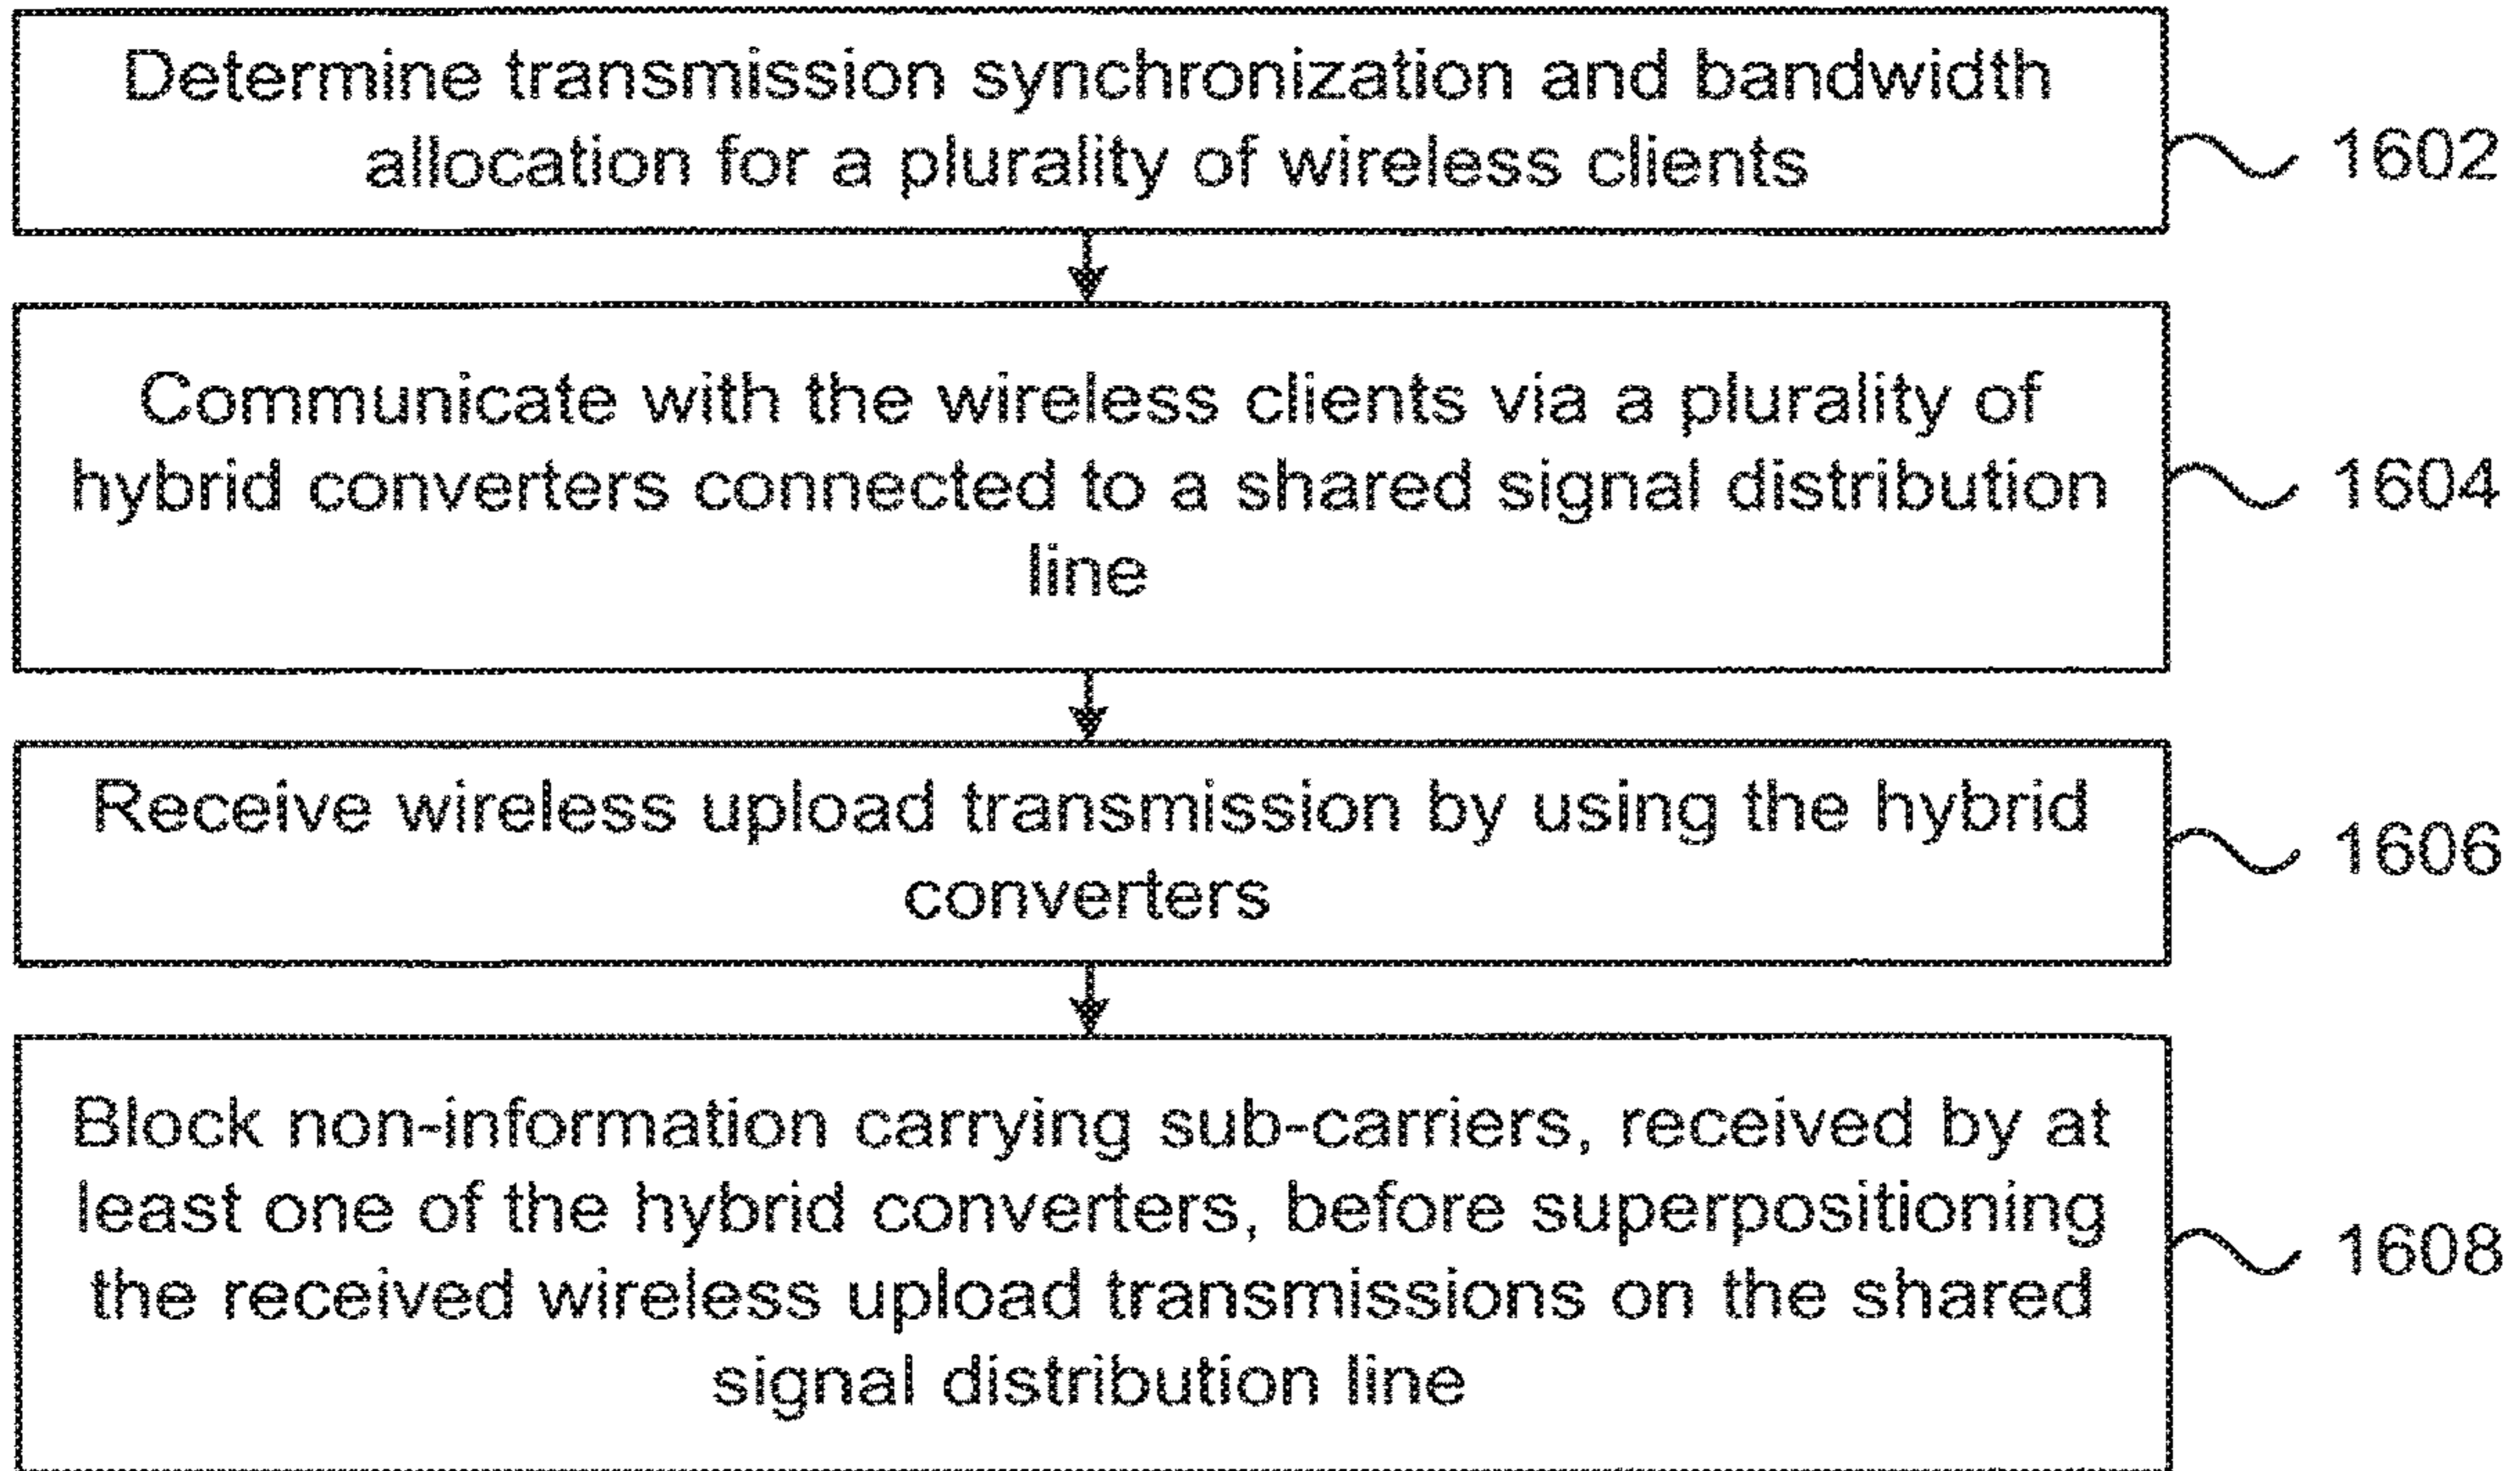 Determine transmission synchronization and bandwidth
allocation for a plurality of wireless clients
1602
Communicate with the wireless clients via a plurality of
hybrid converters connected to a shared signal distribution
line
1604
Receive wireless upload transmission by using the hybrid
converters
1606
Block non-information carrying sub-carriers, received by at
least one of the hybrid converters, before superpositioning
the received wireless upload transmissions on the shared
signal distribution line
1608